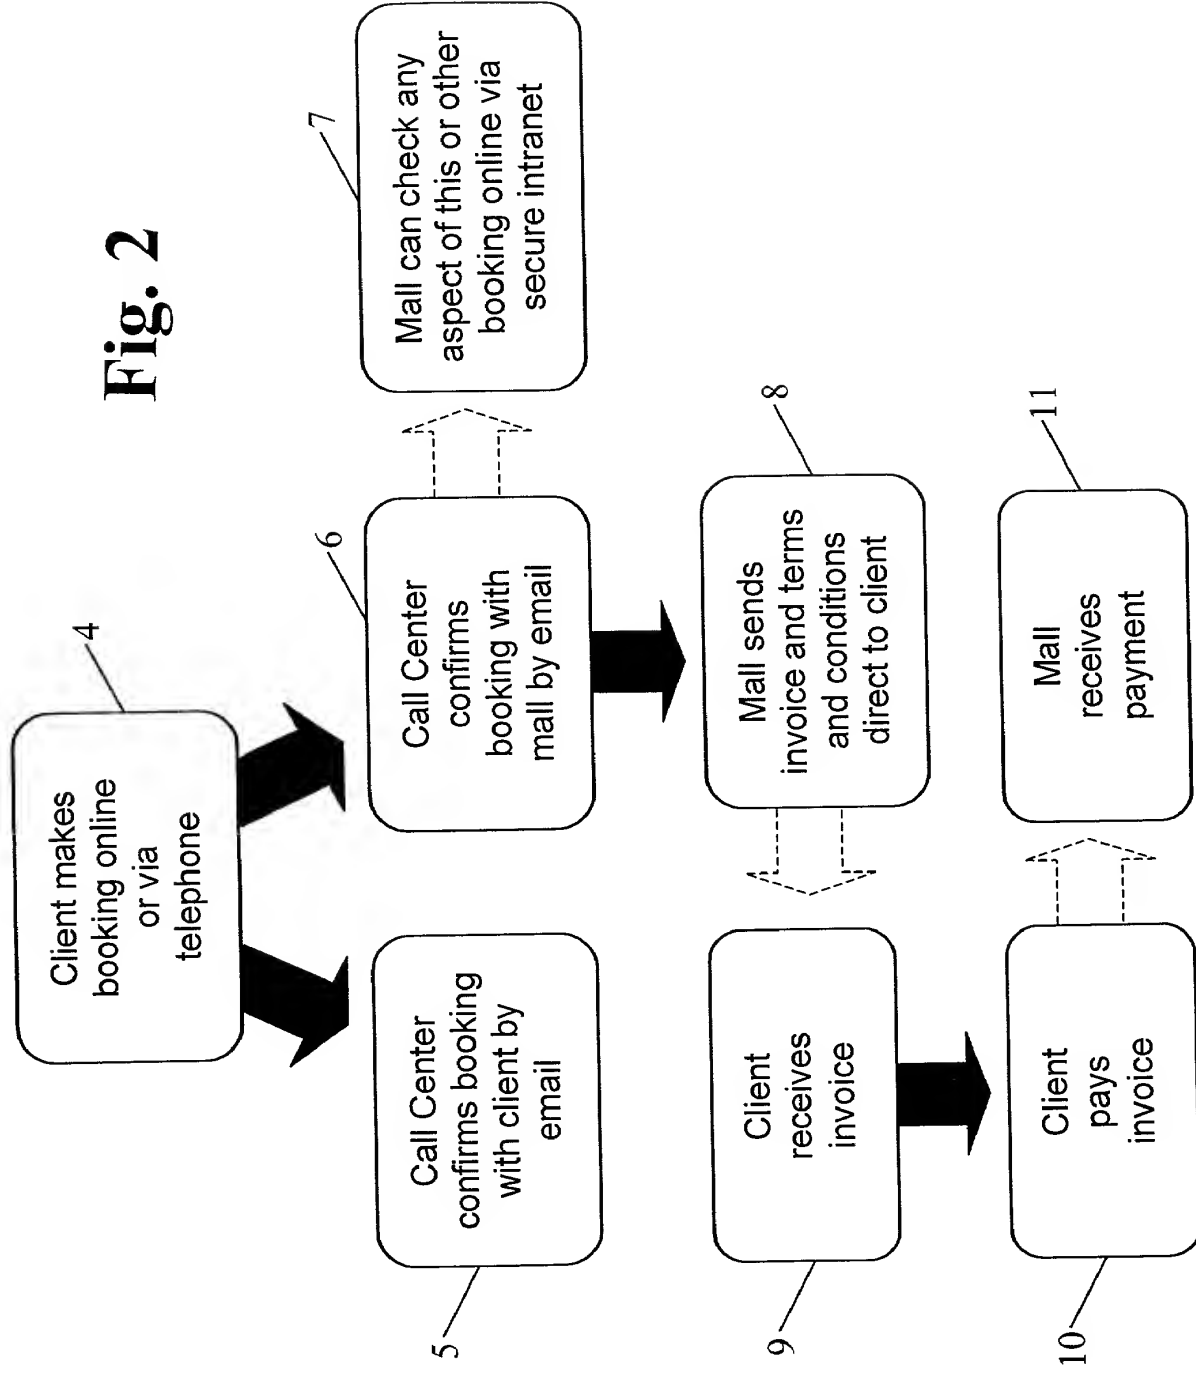 Fig. 2
4
Client makes
booking online
or via
telephone
5
Call Center
confirms booking
with client by
email
6
Call Center
confirms
booking with
mall by email
7
Mall can check any
aspect of this or other
booking online via
secure intranet
8
Mall sends
invoice and terms
and conditions
direct to client
9
Client
receives
invoice
10
Client
pays
invoice
11
Mall
receives
payment